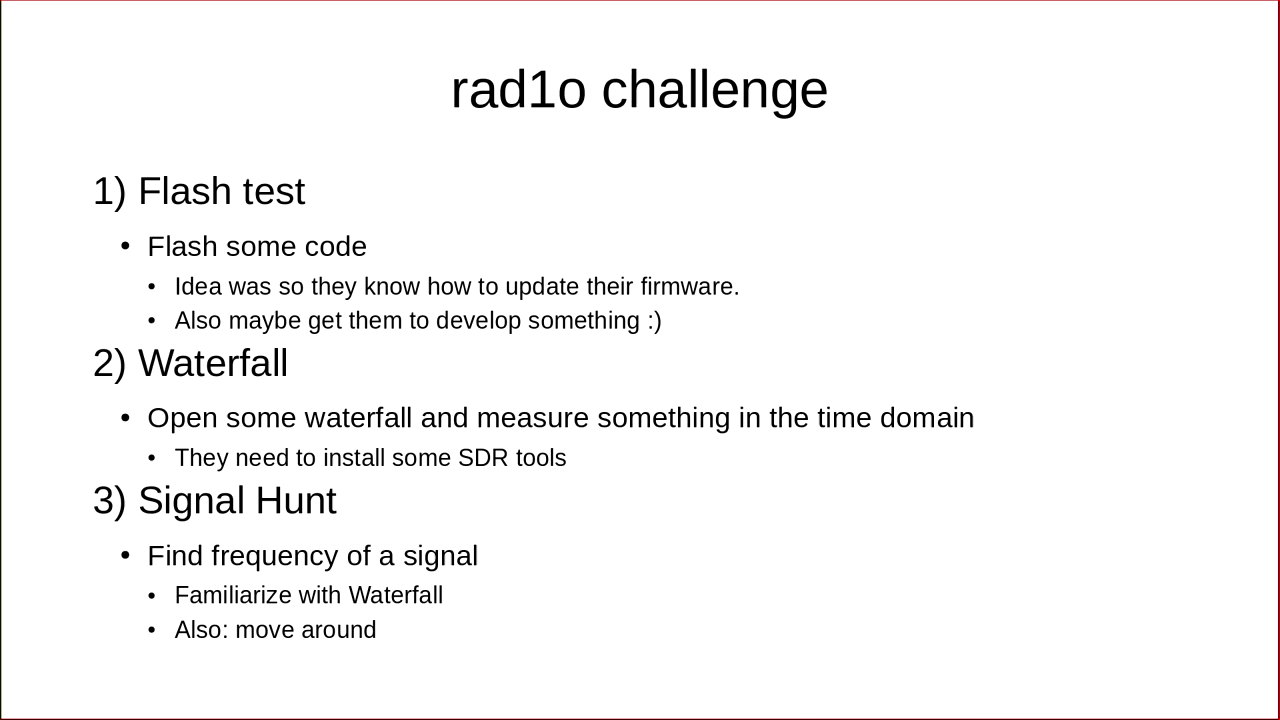 rad1o challenge
1) Flash test
• Flash some code
• Idea was so they know how to update their firmware.
• Also maybe get them to develop something :)
2) Waterfall
• Open some waterfall and measure something in the time domain
• They need to install some SDR tools
3) Signal Hunt
• Find frequency of a signal
• Familiarize with Waterfall
• Also: move around